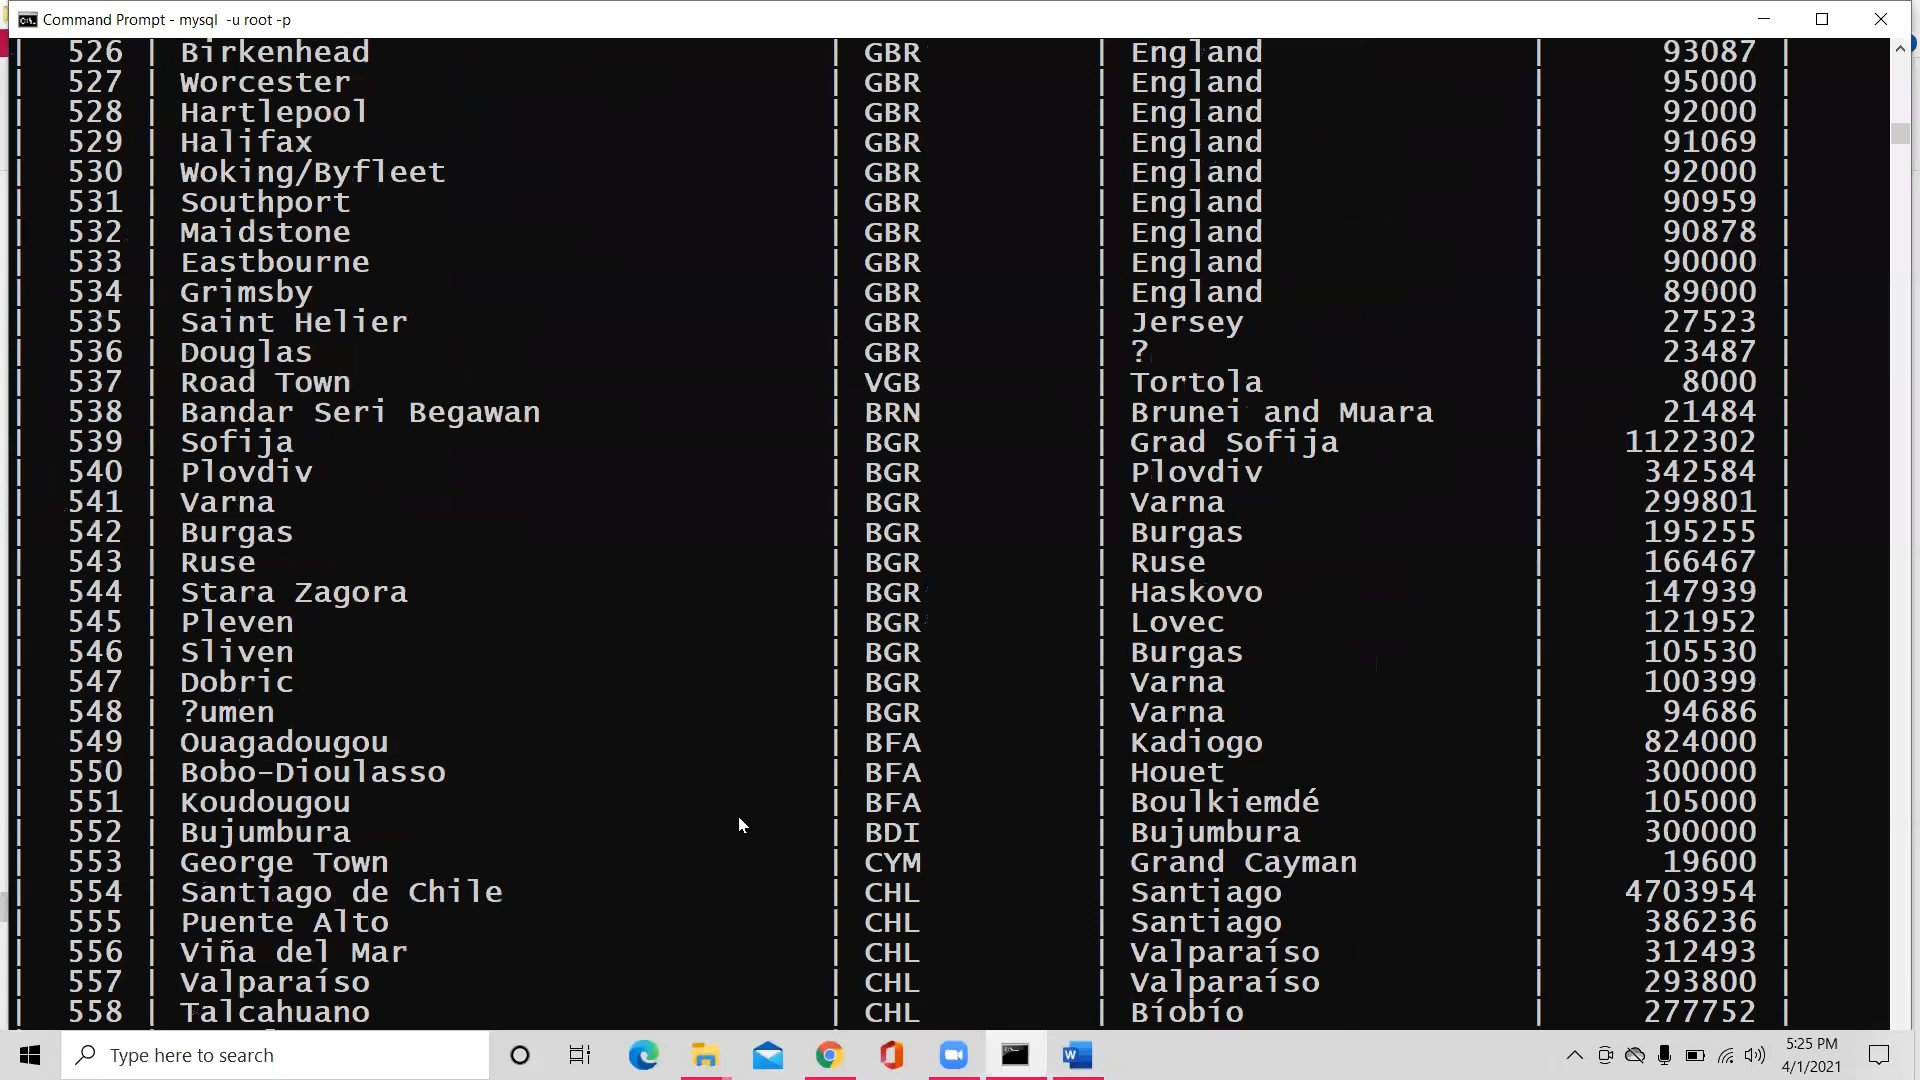 Command Prompt - mysql -u root -p
| 526 | Birkenhead | GBR | England | 93087 |
| 527 | Worcester | GBR | England | 95000 |
| 528 | Hartlepool | GBR | England | 92000 |
| 529 | Halifax | GBR | England | 91069 |
| 530 | Woking/Byfleet | GBR | England | 92000 |
| 531 | Southport | GBR | England | 90959 |
| 532 | Maidstone | GBR | England | 90878 |
| 533 | Eastbourne | GBR | England | 90000 |
| 534 | Grimsby | GBR | England | 89000 |
| 535 | Saint Helier | GBR | Jersey | 27523 |
| 536 | Douglas | GBR | ? | 23487 |
| 537 | Road Town | VGB | Tortola | 8000 |
| 538 | Bandar Seri Begawan | BRN | Brunei and Muara | 21484 |
| 539 | Sofija | BGR | Grad Sofija | 1122302 |
| 540 | Plovdiv | BGR | Plovdiv | 342584 |
| 541 | Varna | BGR | Varna | 299801 |
| 542 | Burgas | BGR | Burgas | 195255 |
| 543 | Ruse | BGR | Ruse | 166467 |
| 544 | Stara Zagora | BGR | Haskovo | 147939 |
| 545 | Pleven | BGR | Lovec | 121952 |
| 546 | Sliven | BGR | Burgas | 105530 |
| 547 | Dobric | BGR | Varna | 100399 |
| 548 | ?umen | BGR | Varna | 94686 |
| 549 | Ouagadougou | BFA | Kadiogo | 824000 |
| 550 | Bobo-Dioulasso | BFA | Houet | 300000 |
| 551 | Koudougou | BFA | Boulkiemdé | 105000 |
| 552 | Bujumbura | BDI | Bujumbura | 300000 |
| 553 | George Town | CYM | Grand Cayman | 19600 |
| 554 | Santiago de Chile | CHL | Santiago | 4703954 |
| 555 | Puente Alto | CHL | Santiago | 386236 |
| 556 | Viña del Mar | CHL | Valparaíso | 312493 |
| 557 | Valparaíso | CHL | Valparaíso | 293800 |
| 558 | Talcahuano | CHL | Bíobío | 277752 |
Type here to search
5:25 PM
4/1/2021